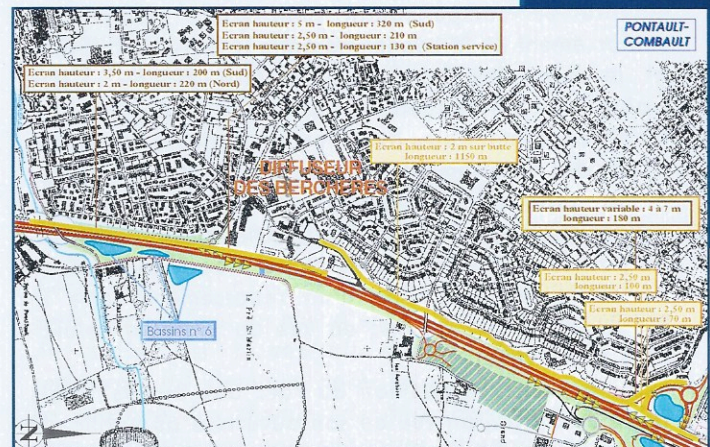 Ecran hauteur : 5 m - longueur : 320 m (Sud)
Ecran hauteur : 2,50 m - longueur : 210 m
Ecran hauteur : 2,50 m - longueur : 130 m (Station service)
PONTAULT-
COMBAULT
Ecran hauteur : 3,50 m - longueur : 200 m (Sud)
Ecran hauteur : 2 m - longueur : 220 m (Nord)
Ecran hauteur : 2 m sur butte
longueur : 1150 m
DIFFUSEUR
DES BERCHERES
Ecran hauteur variable : 4 à 7 m
longueur : 180 m
Ecran hauteur : 2,50 m
longueur : 100 m
Ecran hauteur : 2,50 m
longueur : 70 m
Bassins n° 6